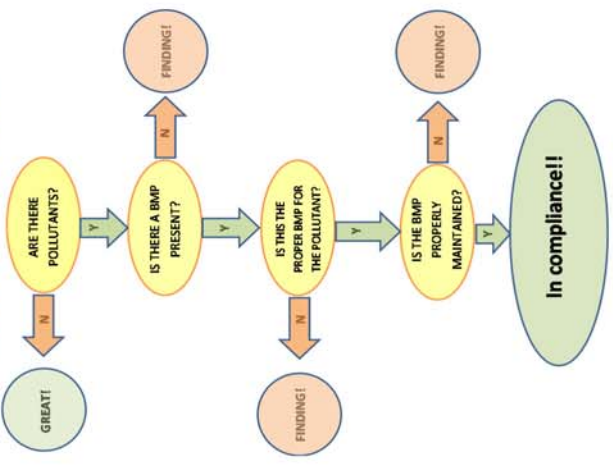 ARE THERE
POLLUTANTS?
N
GREAT!
Y
IS THERE A BMP
PRESENT?
N
FINDING!
Y
IS THIS THE
PROPER BMP FOR
THE POLLUTANT?
N
FINDING!
Y
IS THE BMP
PROPERLY
MAINTAINED?
N
FINDING!
Y
In compliance!!